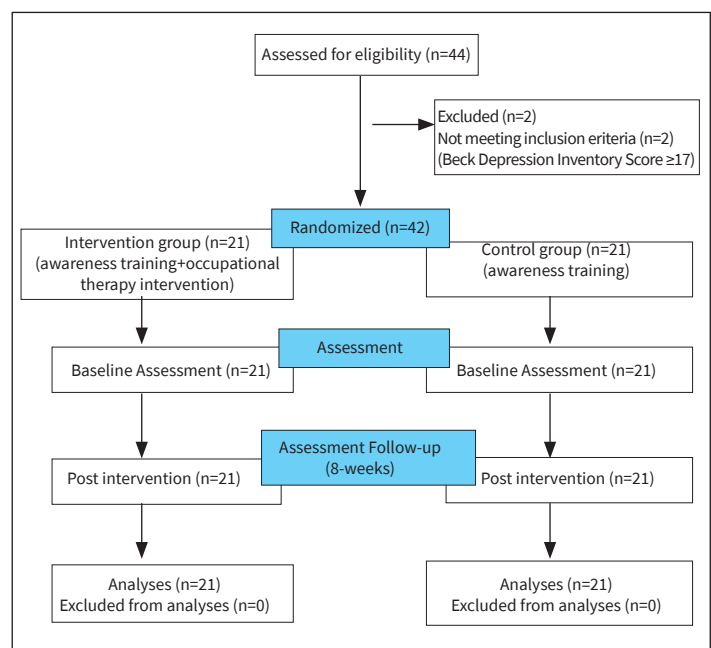 Assessed for eligibility (n=44)
Excluded (n=2)
Not meeting inclusion eriteria (n=2)
(Beck Depression Inventory Score ≥17)
Randomized (n=42)
Intervention group (n=21)
(awareness training+occupational
therapy intervention)
Control group (n=21)
(awareness training)
Assessment
Baseline Assessment (n=21)
Baseline Assessment (n=21)
Assessment Follow-up
(8-weeks)
Post intervention (n=21)
Post intervention (n=21)
Analyses (n=21)
Excluded from analyses (n=0)
Analyses (n=21)
Excluded from analyses (n=0)